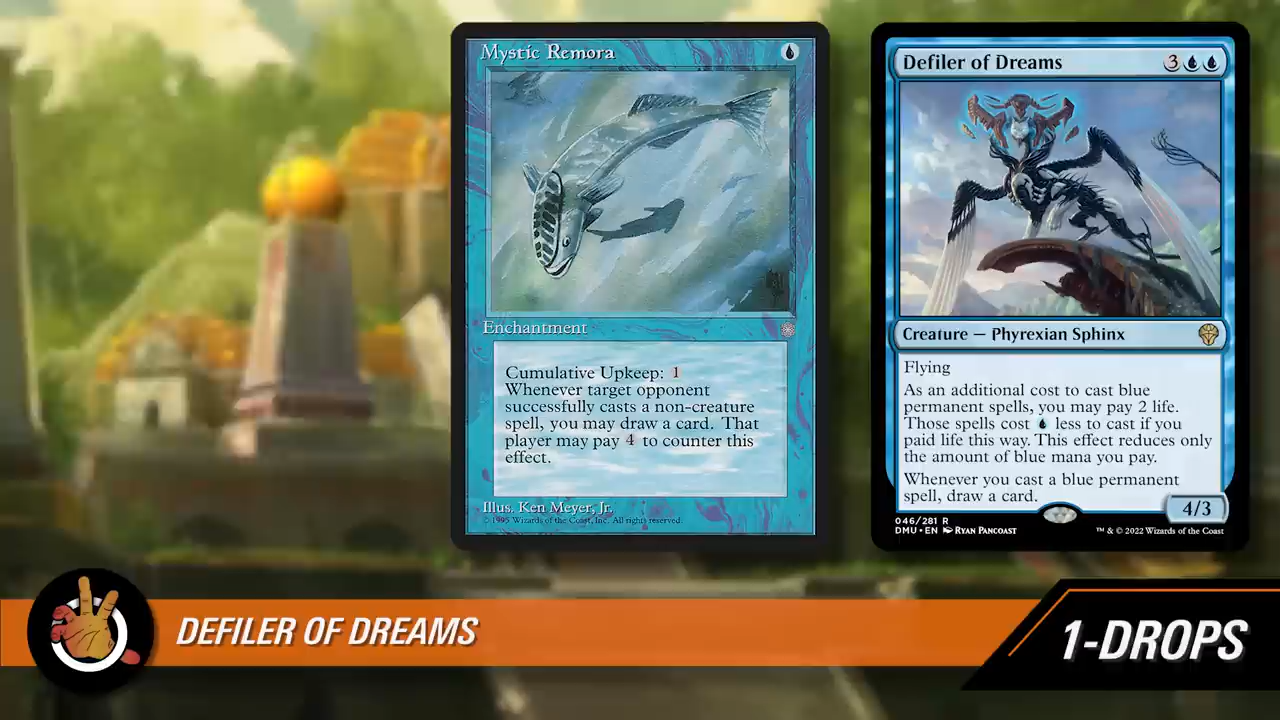 Mystic Remora
Enchantment
Cumulative Upkeep: 1
Whenever target opponent
successfully casts a non-creature
spell, you may draw a card. That
player may pay 4 to counter this
effect.
Illus. Ken Meyer, Jr.
© 1995 Wizards of the Coast, Inc. All rights reserved.
Defiler of Dreams 3
Creature — Phyrexian Sphinx
Flying
As an additional cost to cast blue
permanent spells, you may pay 2 life.
Those spells cost less to cast if you
paid life this way. This effect reduces only
the amount of blue mana you pay.
Whenever you cast a blue permanent
spell, draw a card.
4/3
046/281 R
DMU • EN RYAN PANCOAST
™ & © 2022 Wizards of the Coast
DEFILER OF DREAMS
1-DROPS